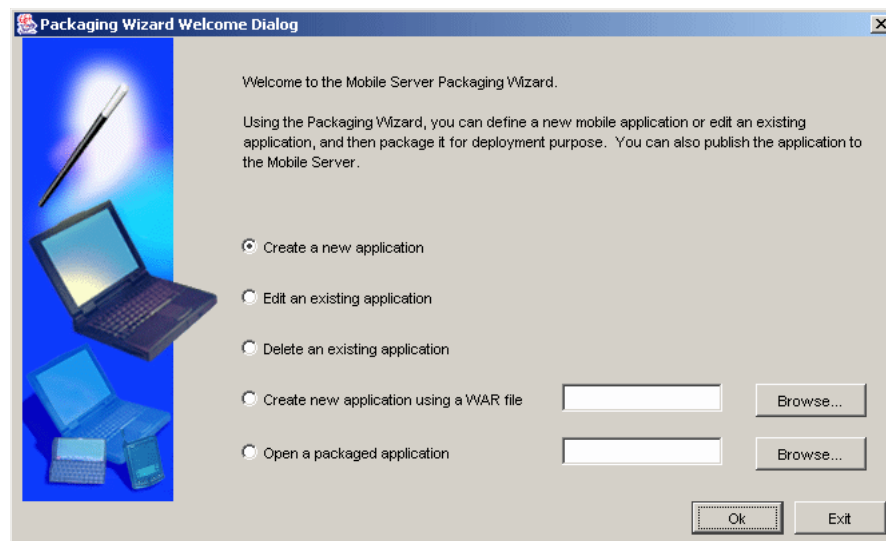 Packaging Wizard Welcome Dialog
Welcome to the Mobile Server Packaging Wizard.
Using the Packaging Wizard, you can define a new mobile application or edit an existing
application, and then package it for deployment purpose. You can also publish the application to
the Mobile Server.
Create a new application
Edit an existing application
Delete an existing application
Create new application using a WAR file
Browse...
Open a packaged application
Browse...
Ok
Exit